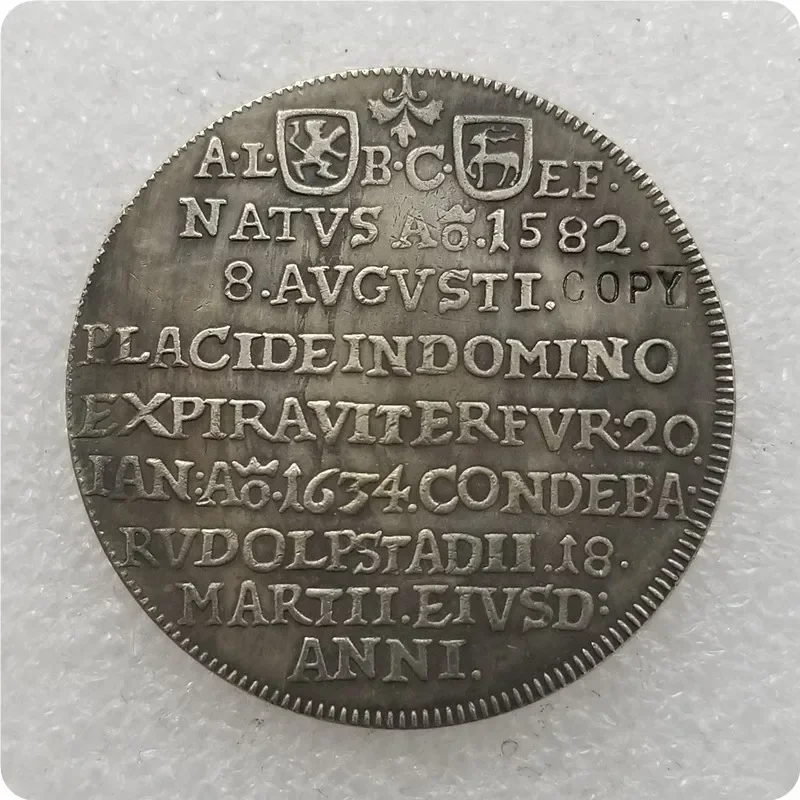 A·L· B·C· EF·
NATVS Aō·1582·
8·AVGVSTI· COPY
PLACIDEINDOMINO
EXPIRAVITERFVR:20
IAN:Aō·1634·CONDEBA:
RVDOLPSTADII·18·
MARTII·EIVSD:
ANNI·